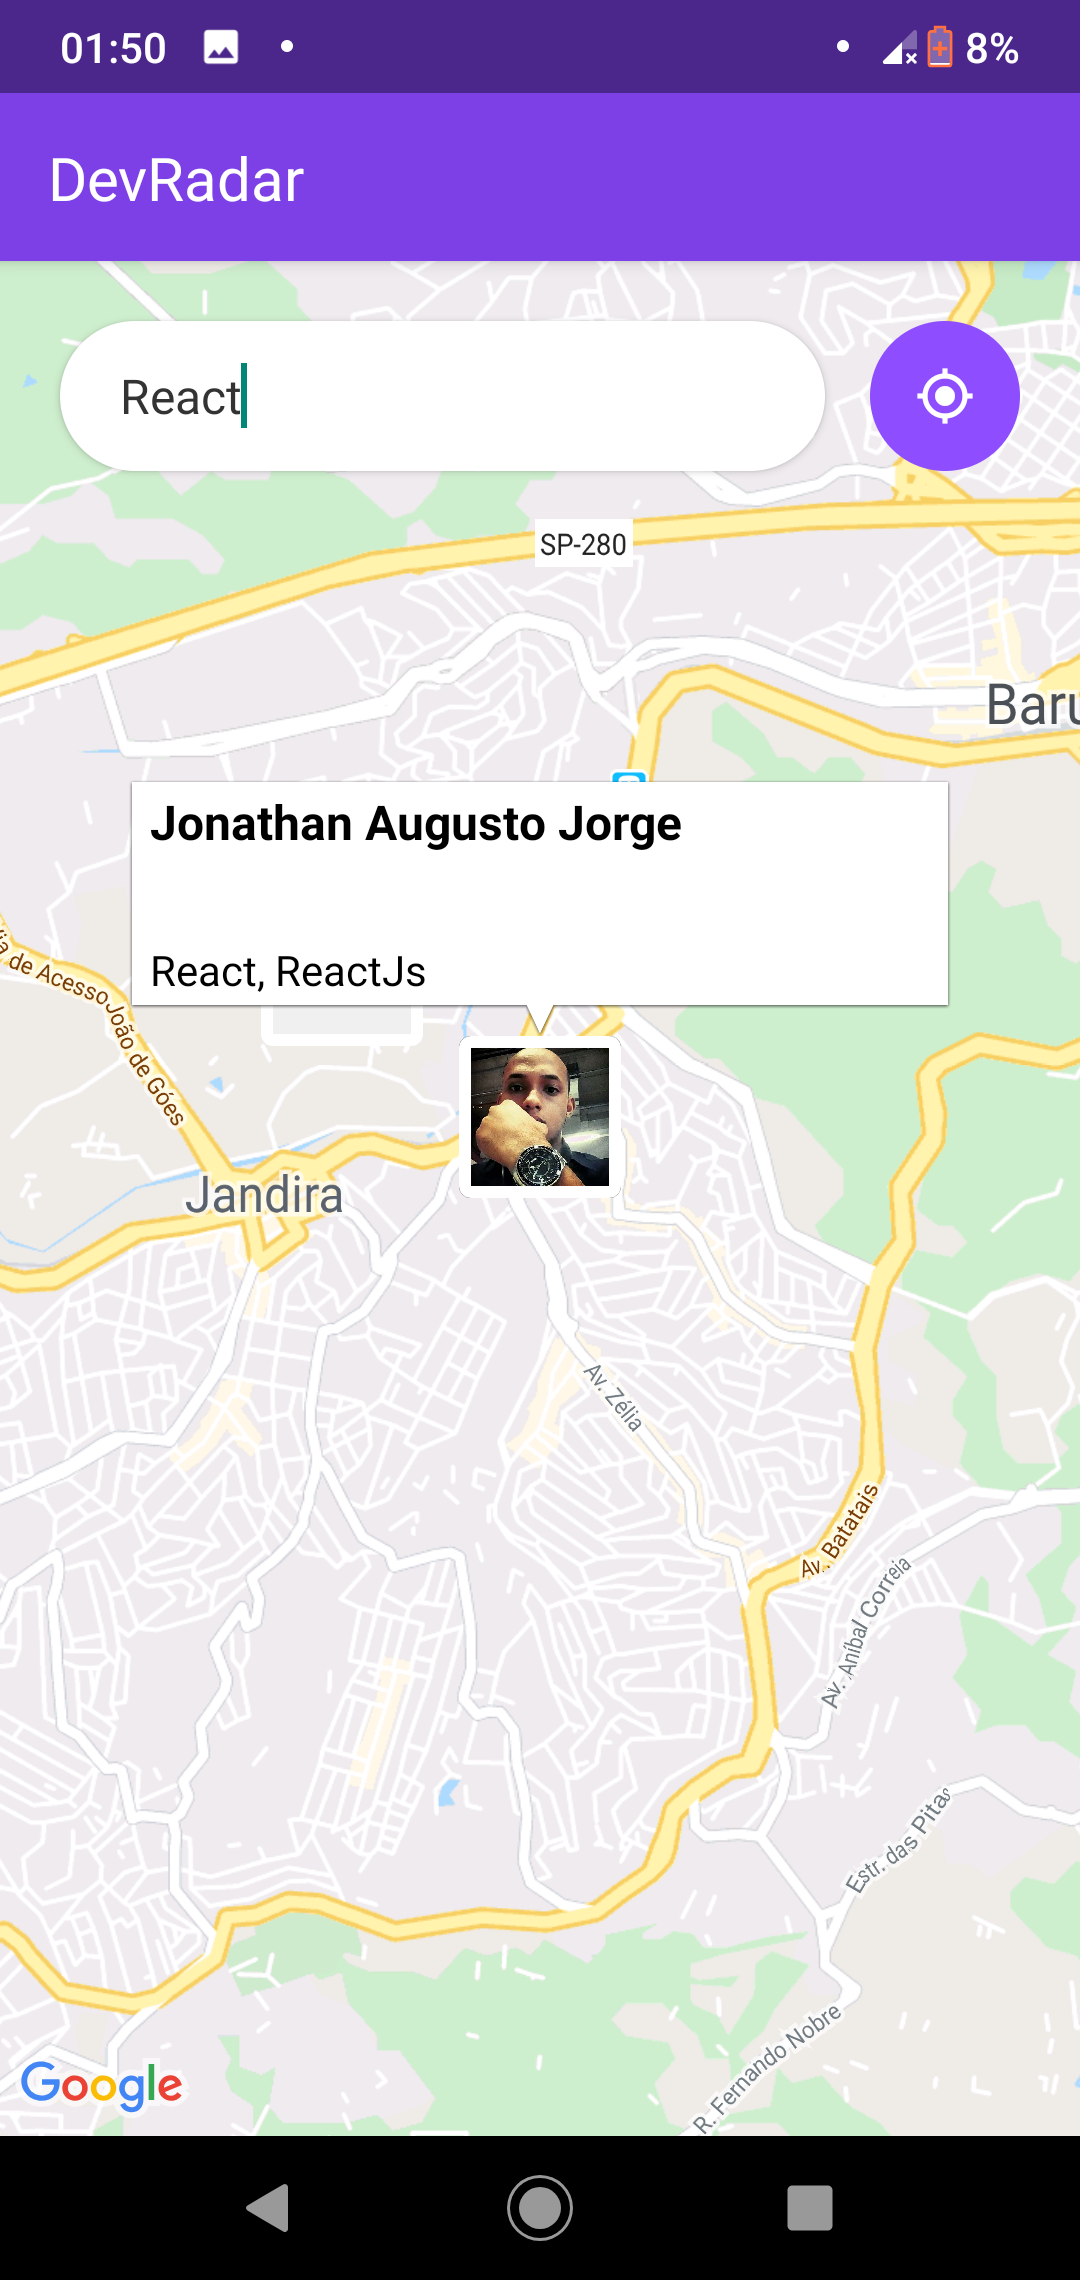 01:50
8%
DevRadar
React
SP-280
Baru
Jonathan Augusto Jorge
React, ReactJs
de Acesso João de Góes
Jandira
Av. Zélia
Av. Batatais
Av. Aníbal Correia
Estr. das Pitas
R. Fernando Nobre
Google